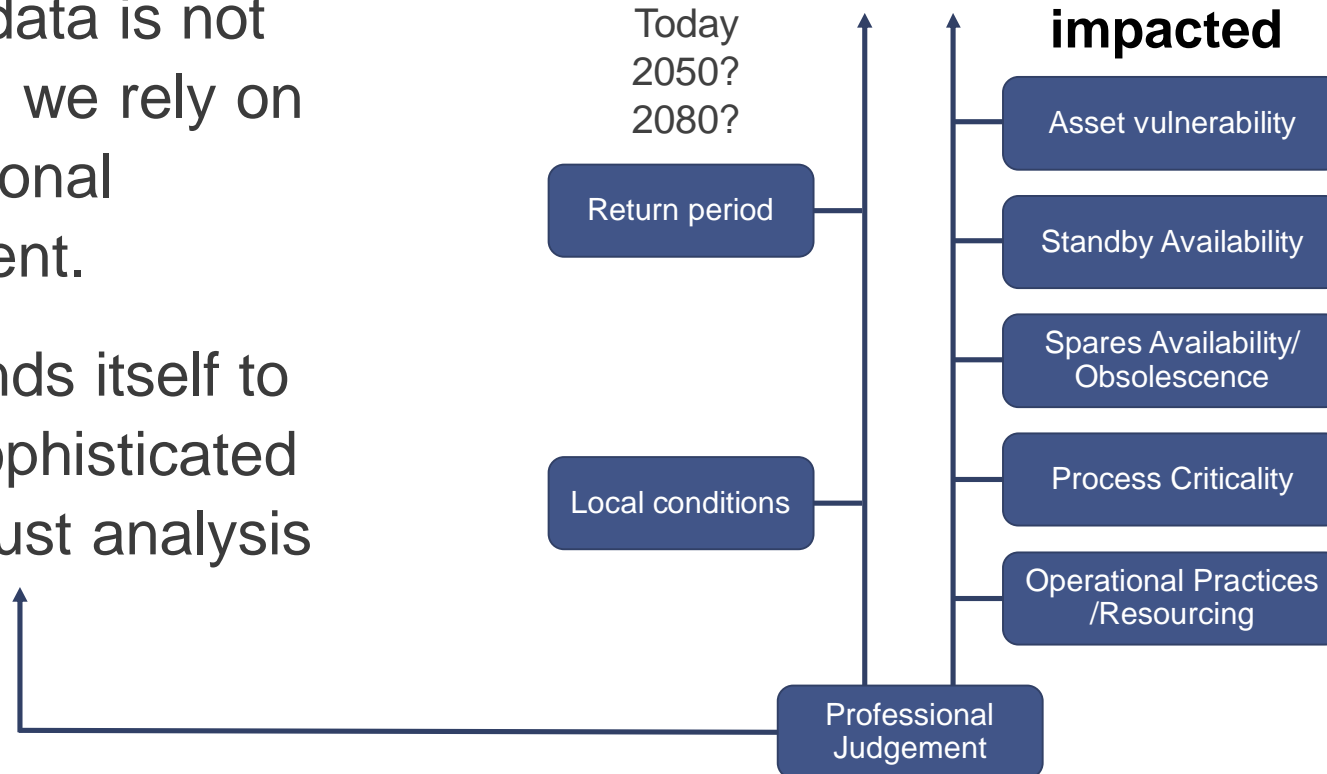 data is not
we rely on
onal
ent.
nds itself to
ophisticated
ust analysis
Today
2050?
2080?
Return period
Local conditions
impacted
Asset vulnerability
Standby Availability
Spares Availability/
Obsolescence
Process Criticality
Operational Practices
/Resourcing
Professional
Judgement